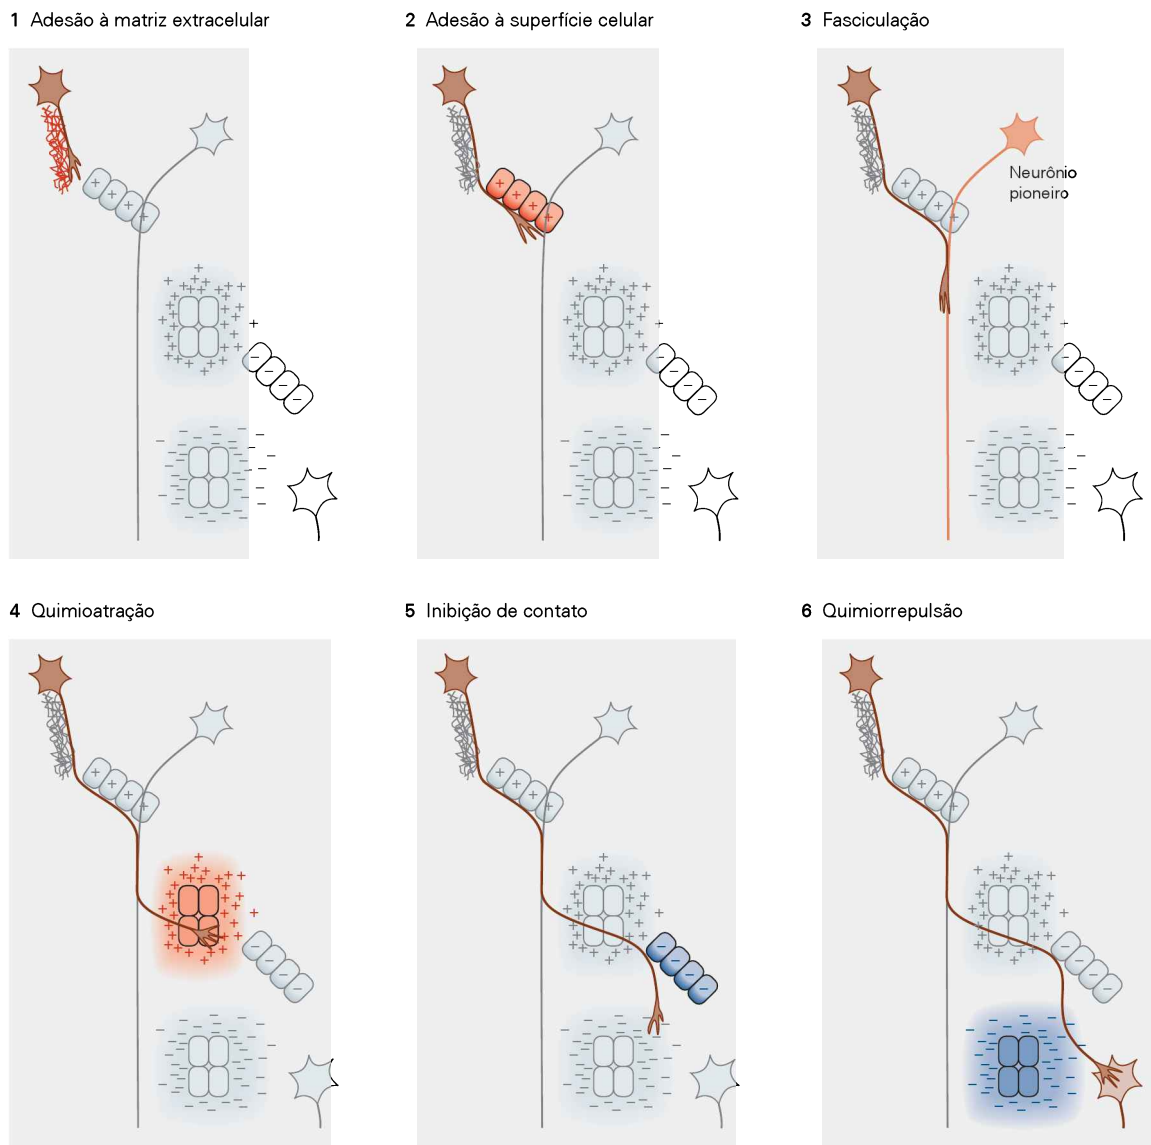 1 Adesão à matriz extracelular
2 Adesão à superfície celular
3 Fasciculação
Neurônio
pioneiro
4 Quimioatração
5 Inibição de contato
6 Quimiorrepulsão